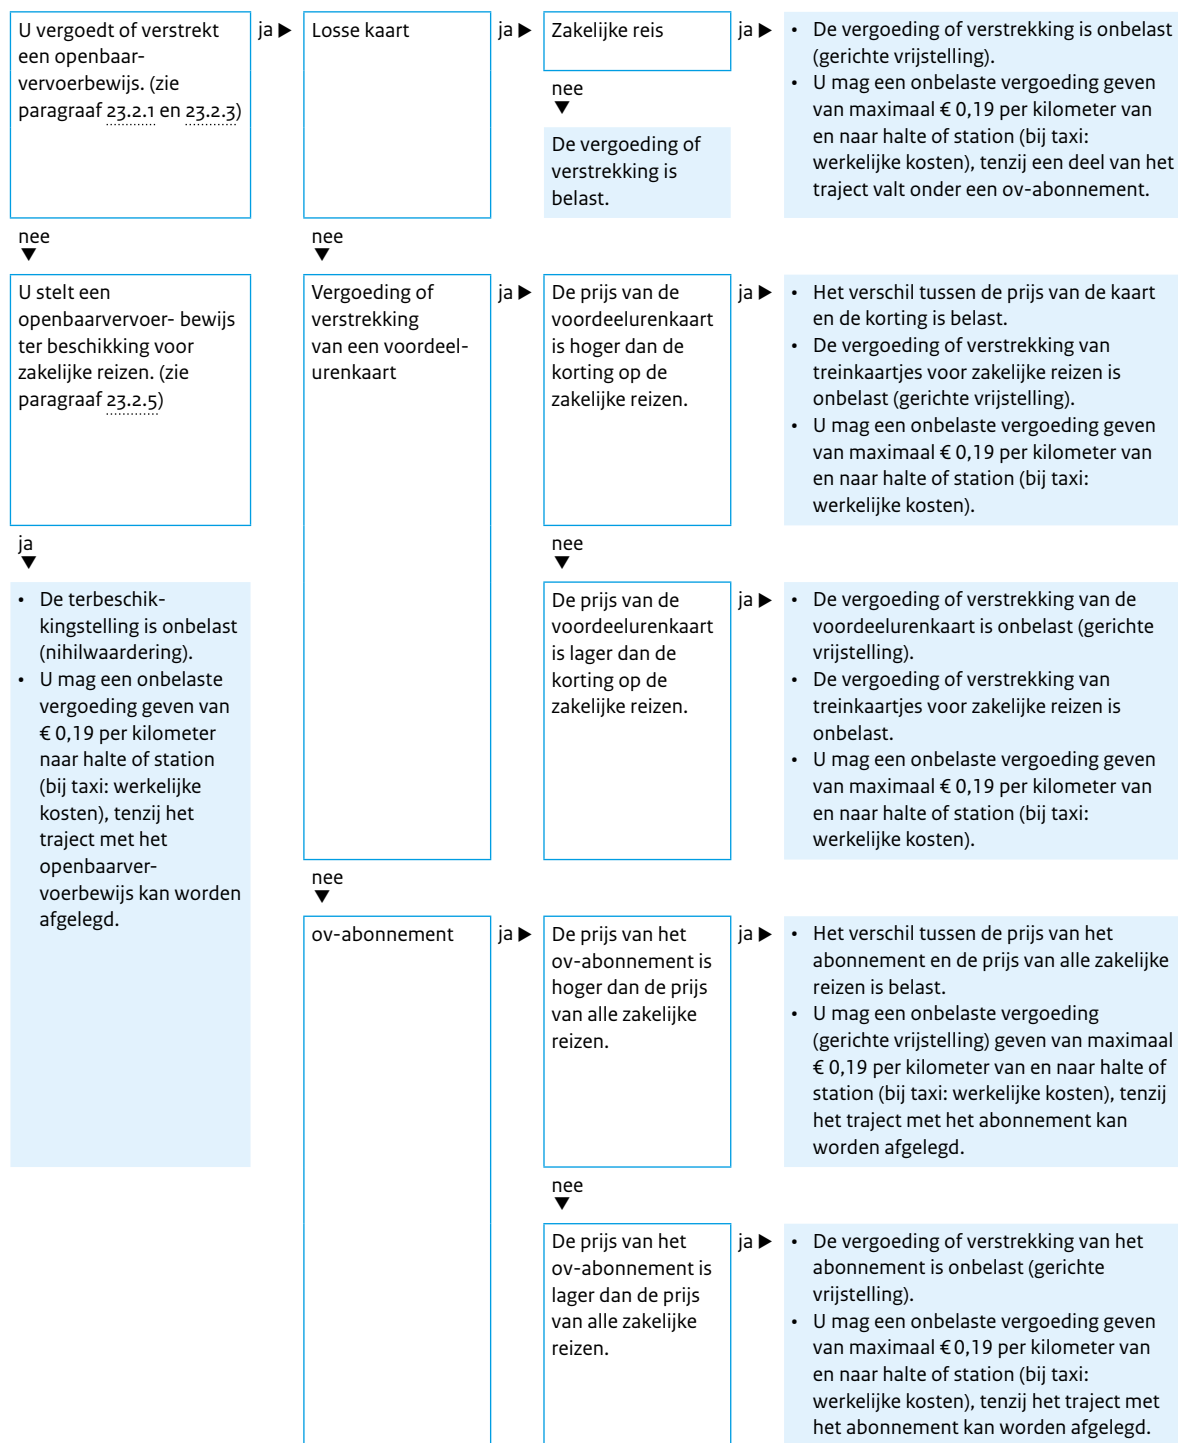 U vergoedt of verstrekt
een openbaar-
vervoerbewijs. (zie
paragraaf 23.2.1 en 23.2.3)
ja ▶
Losse kaart
ja ▶
Zakelijke reis
ja ▶
• De vergoeding of verstrekking is onbelast
(gerichte vrijstelling).
• U mag een onbelaste vergoeding geven
van maximaal € 0,19 per kilometer van
en naar halte of station (bij taxi:
werkelijke kosten), tenzij een deel van het
traject valt onder een ov-abonnement.
nee
▼
De vergoeding of
verstrekking is
belast.
nee
▼
nee
▼
U stelt een
openbaarvervoer- bewijs
ter beschikking voor
zakelijke reizen. (zie
paragraaf 23.2.5)
Vergoeding of
verstrekking
van een voordeel-
urenkaart
ja ▶
De prijs van de
voordeelurenkaart
is hoger dan de
korting op de
zakelijke reizen.
ja ▶
• Het verschil tussen de prijs van de kaart
en de korting is belast.
• De vergoeding of verstrekking van
treinkaartjes voor zakelijke reizen is
onbelast (gerichte vrijstelling).
• U mag een onbelaste vergoeding geven
van maximaal € 0,19 per kilometer van
en naar halte of station (bij taxi:
werkelijke kosten).
ja
▼
nee
▼
• De terbeschik-
kingstelling is onbelast
(nihilwaardering).
• U mag een onbelaste
vergoeding geven van
€ 0,19 per kilometer
naar halte of station
(bij taxi: werkelijke
kosten), tenzij het
traject met het
openbaarver-
voerbewijs kan worden
afgelegd.
De prijs van de
voordeelurenkaart
is lager dan de
korting op de
zakelijke reizen.
ja ▶
• De vergoeding of verstrekking van de
voordeelurenkaart is onbelast (gerichte
vrijstelling).
• De vergoeding of verstrekking van
treinkaartjes voor zakelijke reizen is
onbelast.
• U mag een onbelaste vergoeding geven
van maximaal € 0,19 per kilometer van
en naar halte of station (bij taxi:
werkelijke kosten).
nee
▼
ov-abonnement
ja ▶
De prijs van het
ov-abonnement is
hoger dan de prijs
van alle zakelijke
reizen.
ja ▶
• Het verschil tussen de prijs van het
abonnement en de prijs van alle zakelijke
reizen is belast.
• U mag een onbelaste vergoeding
(gerichte vrijstelling) geven van maximaal
€ 0,19 per kilometer van en naar halte of
station (bij taxi: werkelijke kosten), tenzij
het traject met het abonnement kan
worden afgelegd.
nee
▼
De prijs van het
ov-abonnement is
lager dan de prijs
van alle zakelijke
reizen.
ja ▶
• De vergoeding of verstrekking van het
abonnement is onbelast (gerichte
vrijstelling).
• U mag een onbelaste vergoeding geven
van maximaal € 0,19 per kilometer van
en naar halte of station (bij taxi:
werkelijke kosten), tenzij het traject met
het abonnement kan worden afgelegd.